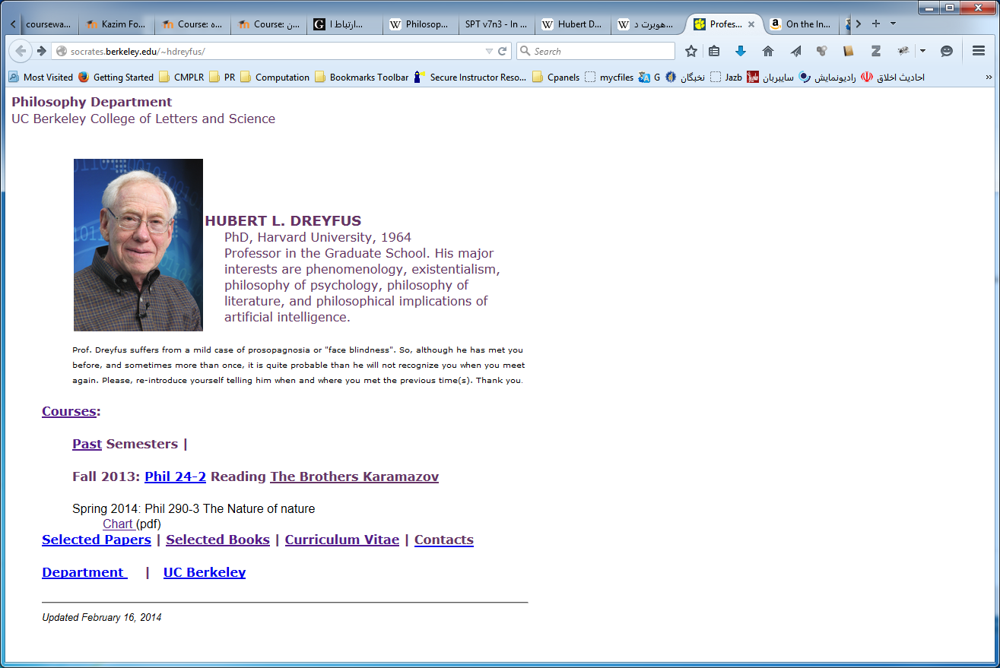 coursewa...
Kazim Fo...
Course: ه...
Course: ن...
ارتباط ا...
Philosop...
SPT v7n3 - In ...
Hubert D...
هوبرت د...
Profes...
On the In...
socrates.berkeley.edu/~hdreyfus/
Search
Most Visited Getting Started CMPLR PR Computation Bookmarks Toolbar Secure Instructor Reso... Cpanels mycfiles G نخبگان Jazb سایبربان رادیونمایش احادیث اخلاق
Philosophy Department
UC Berkeley College of Letters and Science
HUBERT L. DREYFUS
PhD, Harvard University, 1964
Professor in the Graduate School. His major
interests are phenomenology, existentialism,
philosophy of psychology, philosophy of
literature, and philosophical implications of
artificial intelligence.
Prof. Dreyfus suffers from a mild case of prosopagnosia or "face blindness". So, although he has met you
before, and sometimes more than once, it is quite probable than he will not recognize you when you meet
again. Please, re-introduce yourself telling him when and where you met the previous time(s). Thank you.
Courses:
Past Semesters |
Fall 2013: Phil 24-2 Reading The Brothers Karamazov
Spring 2014: Phil 290-3 The Nature of nature
Chart (pdf)
Selected Papers | Selected Books | Curriculum Vitae | Contacts
Department | UC Berkeley
Updated February 16, 2014